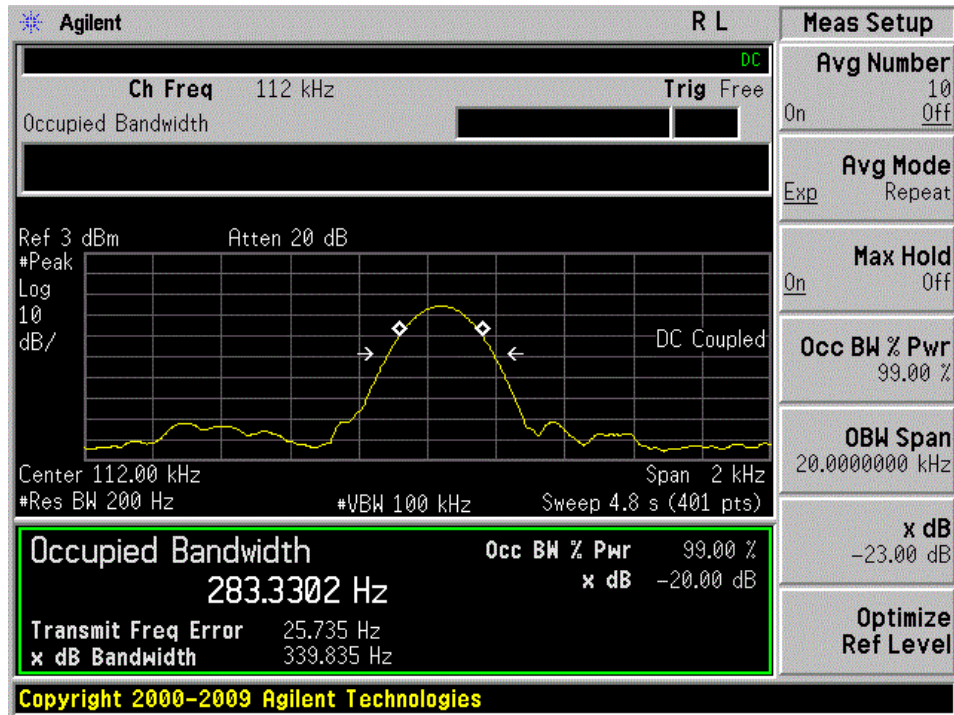 Agilent R L
DC
Ch Freq 112 kHz Trig Free
Occupied Bandwidth
Ref 3 dBm Atten 20 dB
#Peak
Log
10
dB/
DC Coupled
Center 112.00 kHz Span 2 kHz
#Res BW 200 Hz #VBW 100 kHz Sweep 4.8 s (401 pts)
Occupied Bandwidth Occ BW % Pwr 99.00 %
283.3302 Hz x dB -20.00 dB
Transmit Freq Error 25.735 Hz
x dB Bandwidth 339.835 Hz
Copyright 2000-2009 Agilent Technologies
Meas Setup
Avg Number
10
On Off
Avg Mode
Exp Repeat
Max Hold
On Off
Occ BW % Pwr
99.00 %
OBW Span
20.0000000 kHz
x dB
-23.00 dB
Optimize
Ref Level